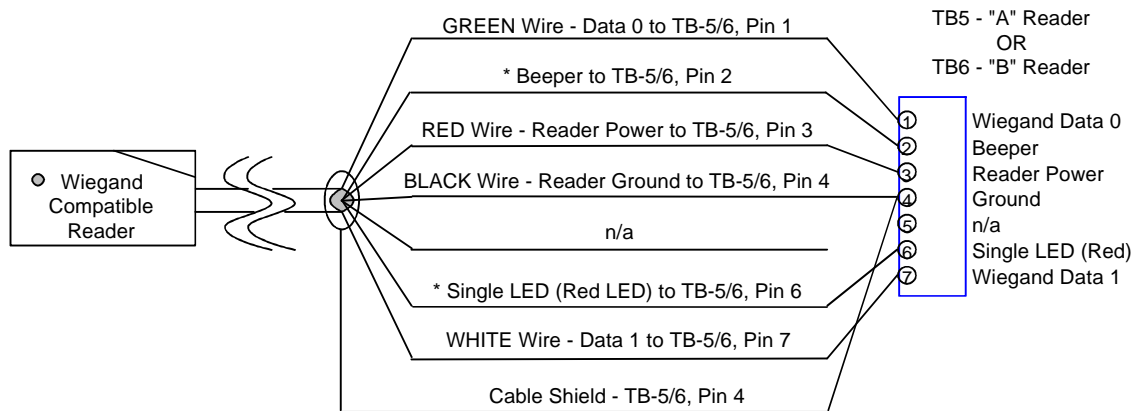 GREEN Wire - Data 0 to TB-5/6, Pin 1
* Beeper to TB-5/6, Pin 2
RED Wire - Reader Power to TB-5/6, Pin 3
BLACK Wire - Reader Ground to TB-5/6, Pin 4
n/a
* Single LED (Red LED) to TB-5/6, Pin 6
WHITE Wire - Data 1 to TB-5/6, Pin 7
Cable Shield - TB-5/6, Pin 4
Wiegand
Compatible
Reader
TB5 - "A" Reader
OR
TB6 - "B" Reader
1 Wiegand Data 0
2 Beeper
3 Reader Power
4 Ground
5 n/a
6 Single LED (Red)
7 Wiegand Data 1